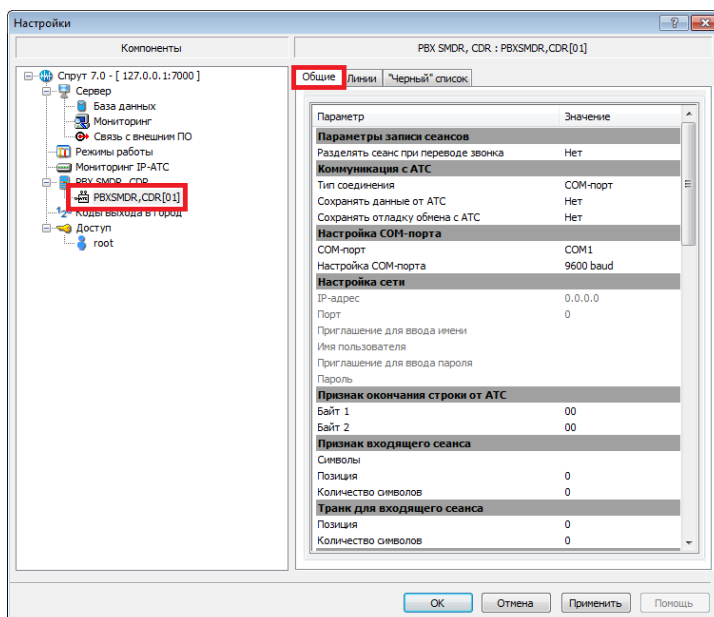 Настройки
Компоненты
PBX SMDR, CDR : PBXSMDR,CDR[01]
Спрут 7.0 - [ 127.0.0.1:7000 ]
Сервер
База данных
Мониторинг
Связь с внешним ПО
Режимы работы
Мониторинг IP-АТС
PBX SMDR, CDR
PBXSMDR,CDR[01]
Коды выхода в город
Доступ
root
Общие Линии "Черный" список
Параметр Значение
Параметры записи сеансов
Разделять сеанс при переводе звонка Нет
Коммуникация с АТС
Тип соединения COM-порт
Сохранять данные от АТС Нет
Сохранять отладку обмена с АТС Нет
Настройка COM-порта
COM-порт COM1
Настройка COM-порта 9600 baud
Настройка сети
IP-адрес 0.0.0.0
Порт 0
Приглашение для ввода имени
Имя пользователя
Приглашение для ввода пароля
Пароль
Признак окончания строки от АТС
Байт 1 00
Байт 2 00
Признак входящего сеанса
Символы
Позиция 0
Количество символов 0
Транк для входящего сеанса
Позиция 0
Количество символов 0
OK Отмена Применить Помощь